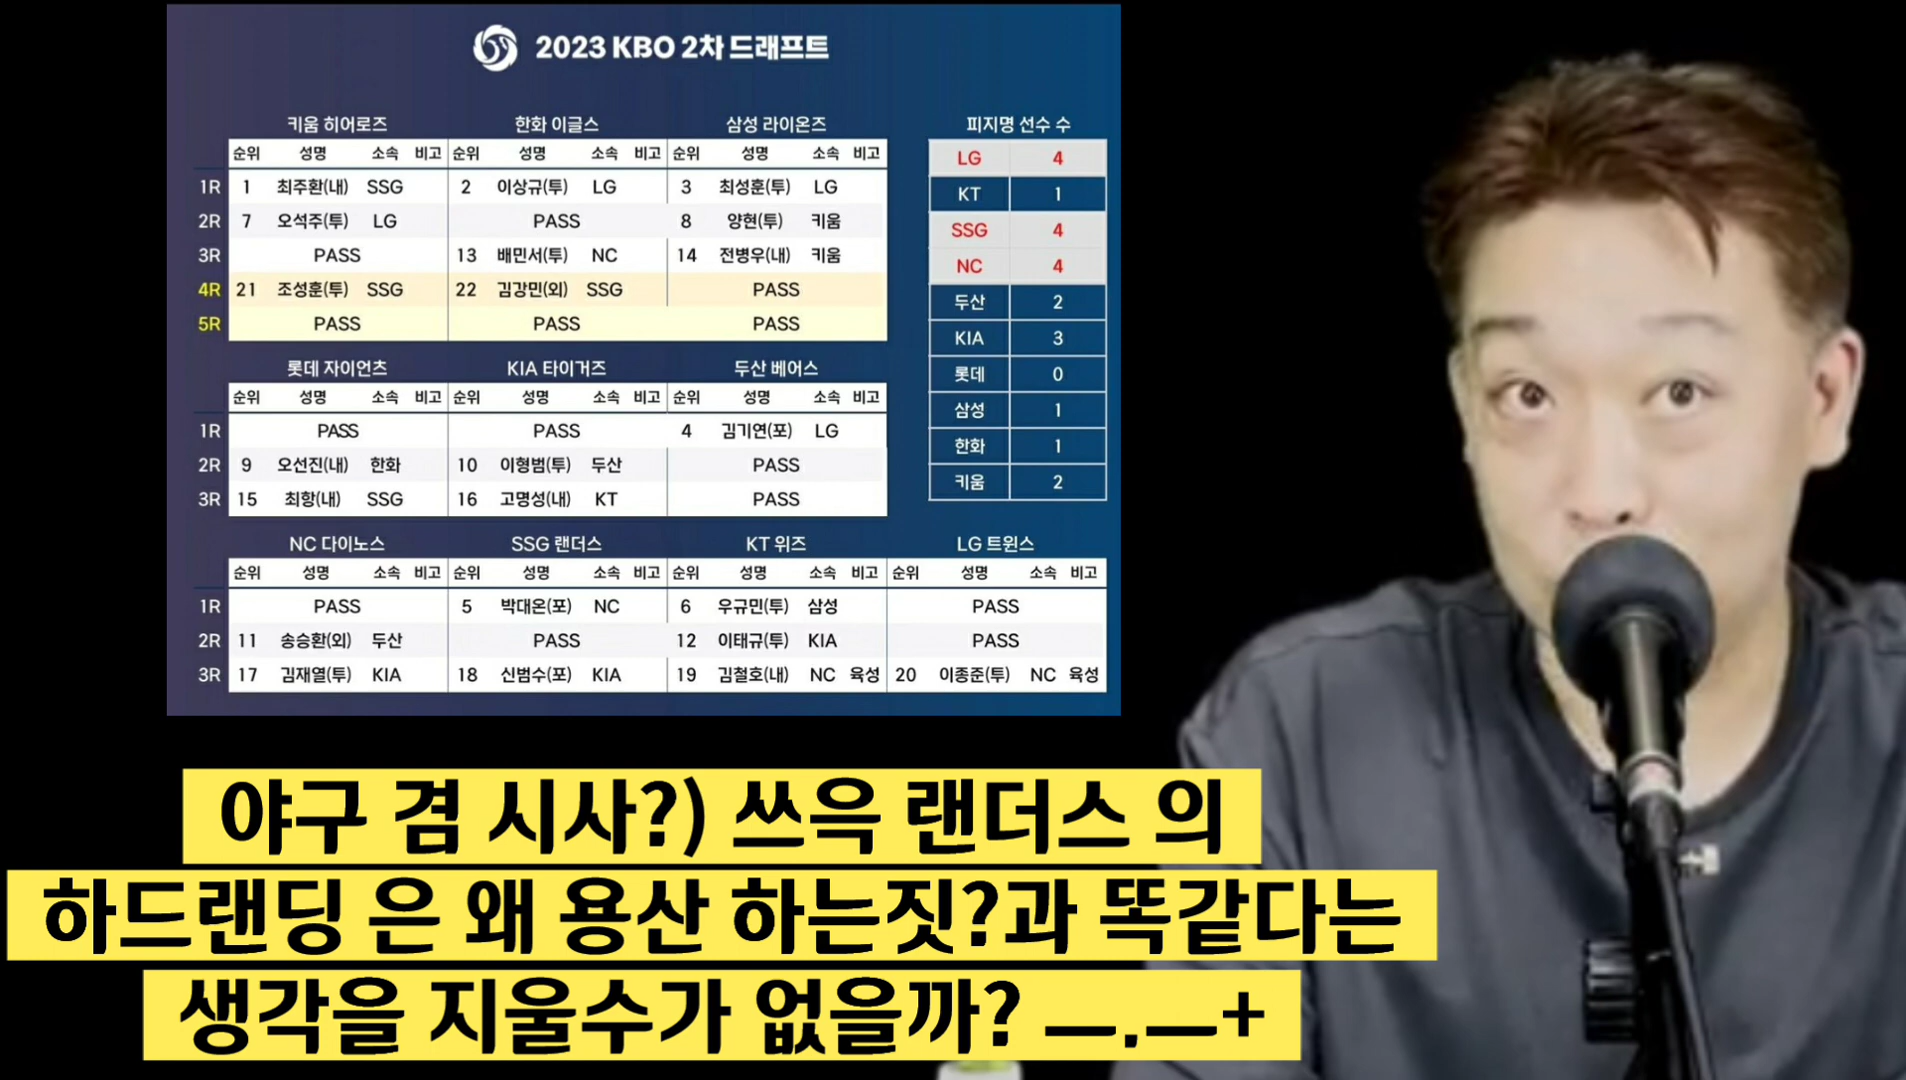 2023 KBO 2차 드래프트
키움 히어로즈 한화 이글스 삼성 라이온즈 피지명 선수 수
순위 성명 소속 비고 순위 성명 소속 비고 순위 성명 소속 비고
1R 1 최주환(내) SSG 2 이상규(투) LG 3 최성훈(투) LG
2R 7 오석주(투) LG PASS 8 양현(투) 키움
3R PASS 13 배민서(투) NC 14 전병우(내) 키움
4R 21 조성훈(투) SSG 22 김강민(외) SSG PASS
5R PASS PASS PASS
LG 4
KT 1
SSG 4
NC 4
두산 2
KIA 3
롯데 0
삼성 1
한화 1
키움 2
롯데 자이언츠 KIA 타이거즈 두산 베어스
순위 성명 소속 비고 순위 성명 소속 비고 순위 성명 소속 비고
1R PASS PASS 4 김기연(포) LG
2R 9 오선진(내) 한화 10 이형범(투) 두산 PASS
3R 15 최항(내) SSG 16 고명성(내) KT PASS
NC 다이노스 SSG 랜더스 KT 위즈 LG 트윈스
순위 성명 소속 비고 순위 성명 소속 비고 순위 성명 소속 비고 순위 성명 소속 비고
1R PASS 5 박대온(포) NC 6 우규민(투) 삼성 PASS
2R 11 송승환(외) 두산 PASS 12 이태규(투) KIA PASS
3R 17 김재열(투) KIA 18 신범수(포) KIA 19 김철호(내) NC 육성 20 이종준(투) NC 육성
야구 겸 시사?) 쓰윽 랜더스 의
하드랜딩 은 왜 용산 하는짓?과 똑같다는
생각을 지울수가 없을까? ㅡ.ㅡ+